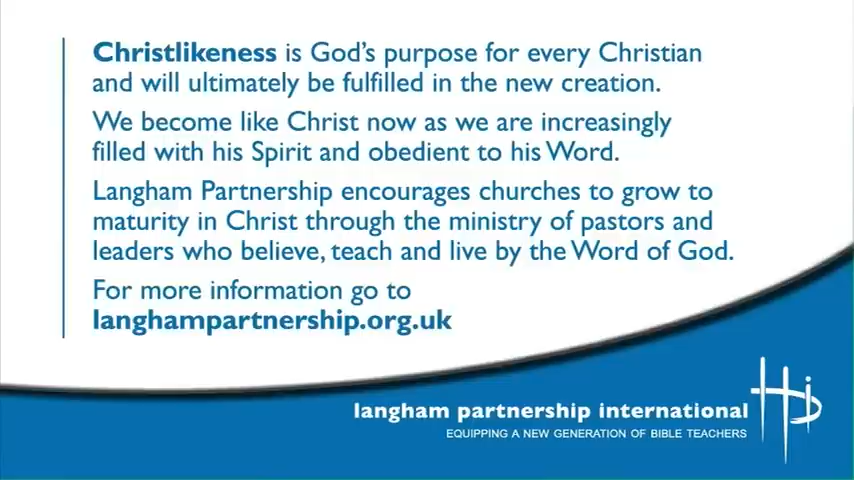 Christlikeness is God's purpose for every Christian
and will ultimately be fulfilled in the new creation.
We become like Christ now as we are increasingly
filled with his Spirit and obedient to his Word.
Langham Partnership encourages churches to grow to
maturity in Christ through the ministry of pastors and
leaders who believe, teach and live by the Word of God.
For more information go to
langhampartnership.org.uk
langham partnership international
EQUIPPING A NEW GENERATION OF BIBLE TEACHERS